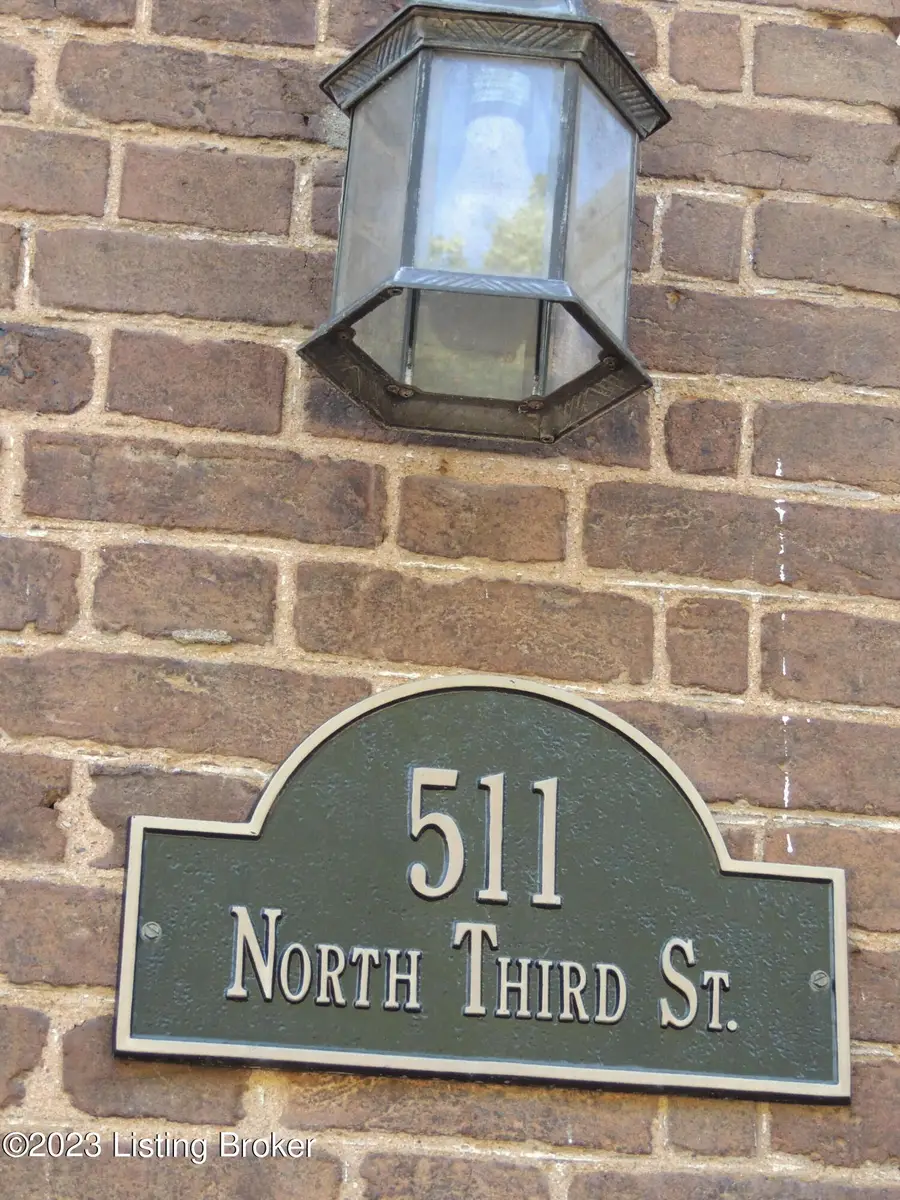 511
NORTH THIRD ST.
©2023 Listing Broker